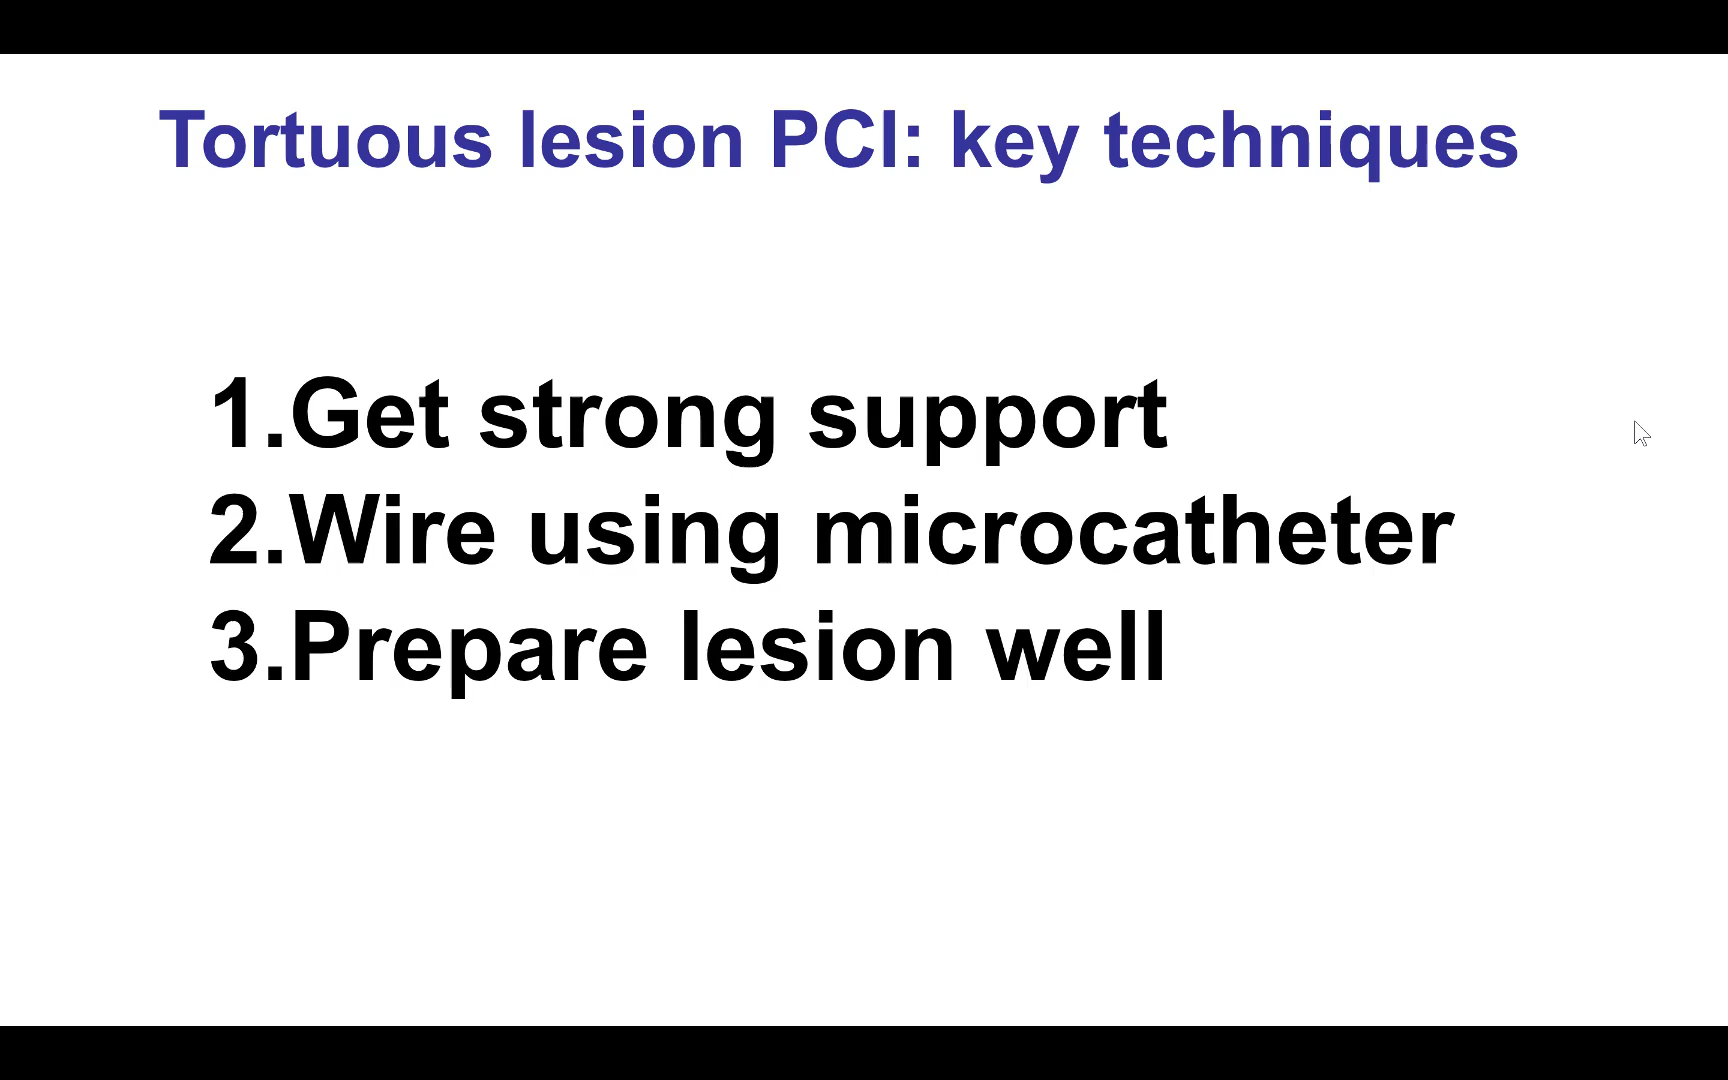 Tortuous lesion PCI: key techniques
1.Get strong support
2.Wire using microcatheter
3.Prepare lesion well